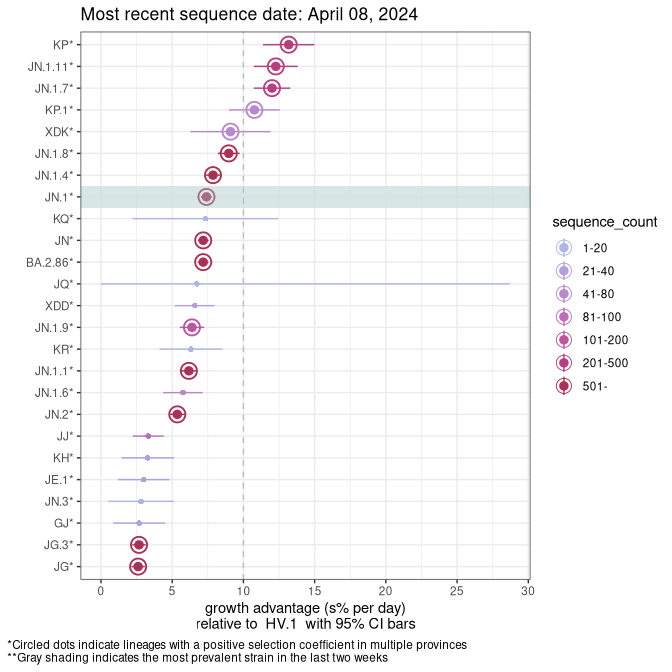 Most recent sequence date: April 08, 2024
KP*
JN.1.11*
JN.1.7*
KP.1*
XDK*
JN.1.8*
JN.1.4*
JN.1*
KQ*
JN*
BA.2.86*
JQ*
XDD*
JN.1.9*
KR*
JN.1.1*
JN.1.6*
JN.2*
JJ*
KH*
JE.1*
JN.3*
GJ*
JG.3*
JG*
0 5 10 15 20 25 30
growth advantage (s% per day)
relative to HV.1 with 95% CI bars
sequence_count
1-20
21-40
41-80
81-100
101-200
201-500
501-
*Circled dots indicate lineages with a positive selection coefficient in multiple provinces
**Gray shading indicates the most prevalent strain in the last two weeks